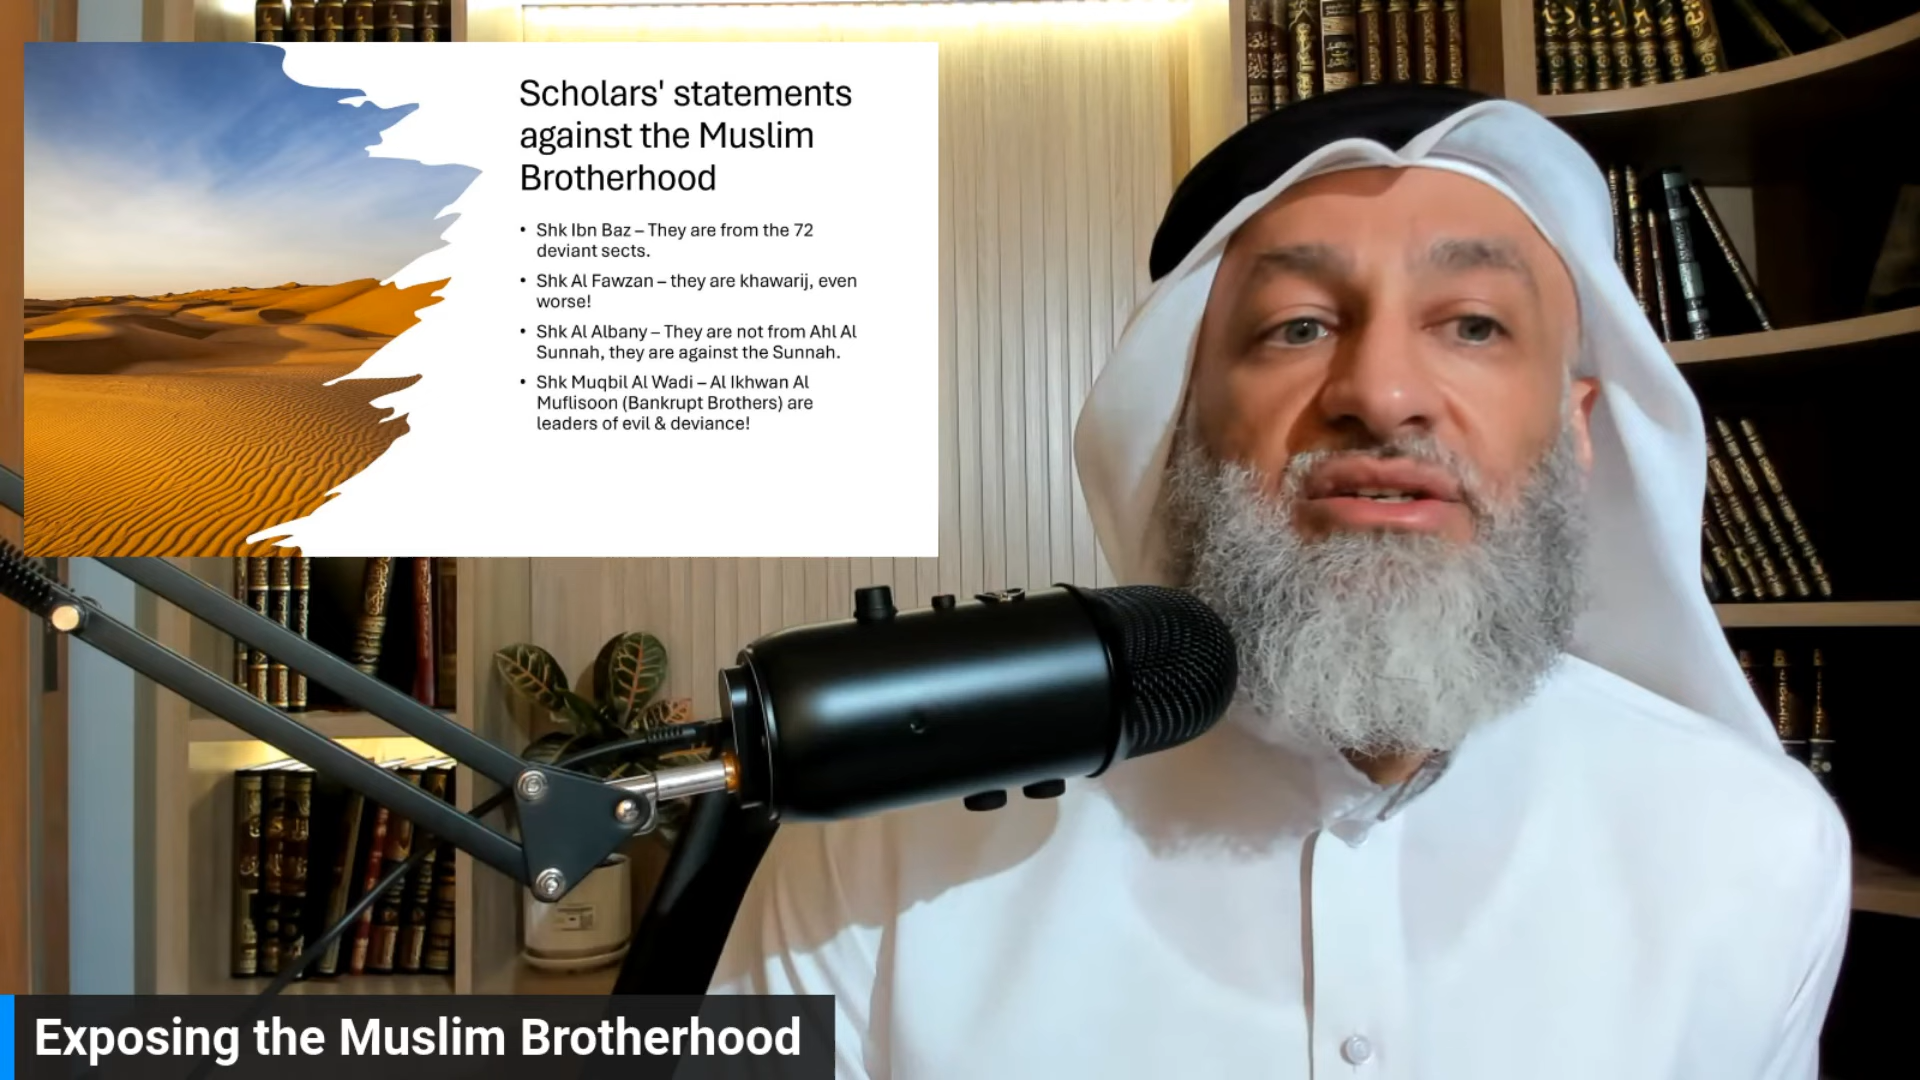 Scholars' statements
against the Muslim
Brotherhood
• Shk Ibn Baz – They are from the 72
deviant sects.
• Shk Al Fawzan – they are khawarij, even
worse!
• Shk Al Albany – They are not from Ahl Al
Sunnah, they are against the Sunnah.
• Shk Muqbil Al Wadi – Al Ikhwan Al
Muflisoon (Bankrupt Brothers) are
leaders of evil & deviance!
Exposing the Muslim Brotherhood